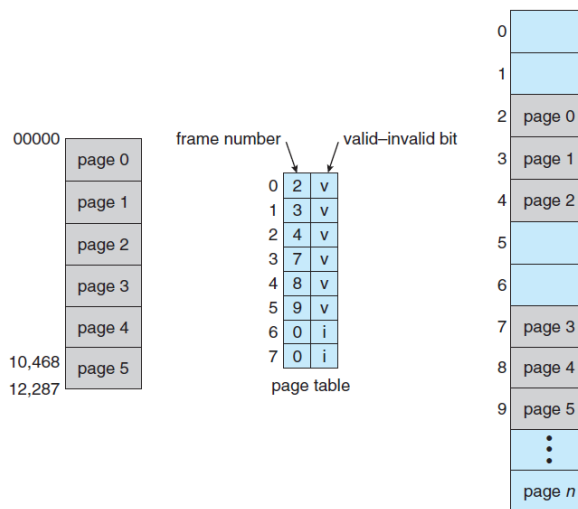 00000
page 0
page 1
page 2
page 3
page 4
10,468
page 5
12,287
frame number
valid–invalid bit
0 2 v
1 3 v
2 4 v
3 7 v
4 8 v
5 9 v
6 0 i
7 0 i
page table
0
1
2 page 0
3 page 1
4 page 2
5
6
7 page 3
8 page 4
9 page 5
page n